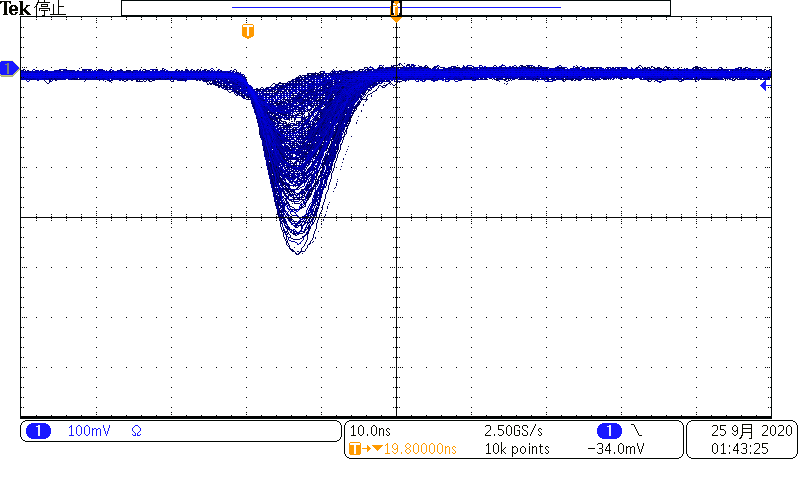 Tek 停止
T
1
1 100mV Ω
10.0ns 2.50GS/s 1
T→▼19.80000ns 10k points −34.0mV
25 9月 2020
01:43:25